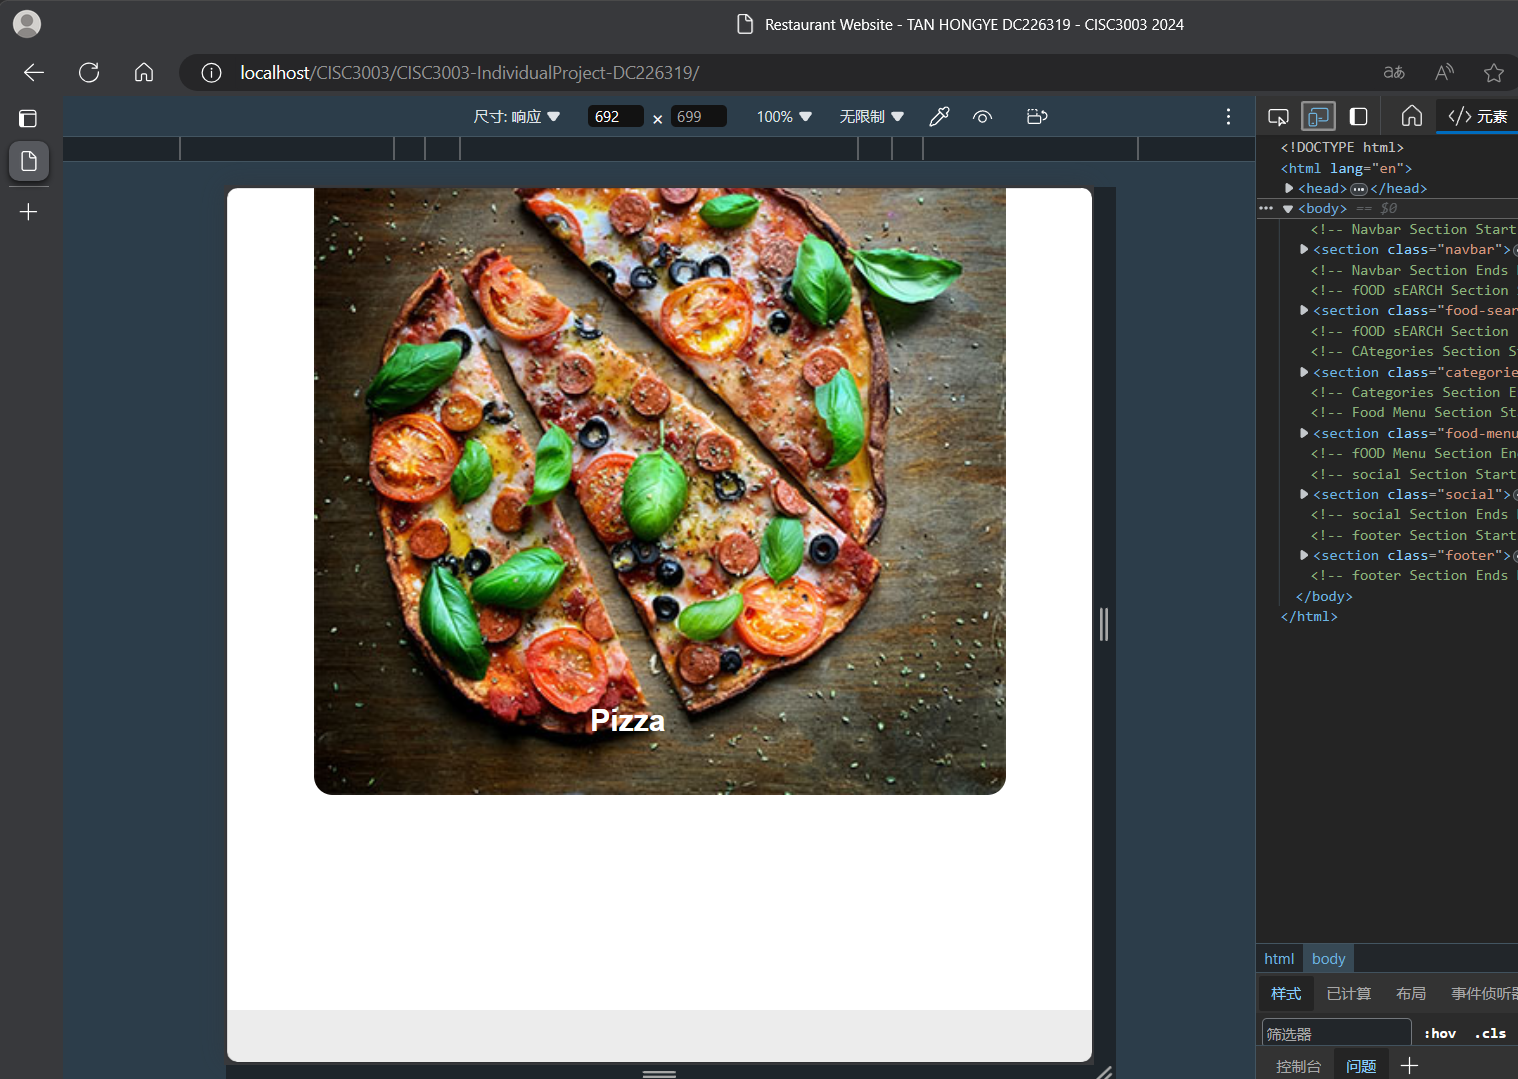 Restaurant Website - TAN HONGYE DC226319 - CISC3003 2024
localhost/CISC3003/CISC3003-IndividualProject-DC226319/
尺寸: 响应 692 × 699 100% 无限制
元素
<!DOCTYPE html>
<html lang="en">
<head> </head>
<body> == $0
<!-- Navbar Section Start
<section class="navbar">
<!-- Navbar Section Ends
<!-- fOOD sEARCH Section
<section class="food-sear
<!-- fOOD sEARCH Section
<!-- CAtegories Section S
<section class="categorie
<!-- Categories Section E
<!-- Food Menu Section St
<section class="food-menu
<!-- fOOD Menu Section En
<!-- social Section Start
<section class="social">
<!-- social Section Ends
<!-- footer Section Start
<section class="footer">
<!-- footer Section Ends
</body>
</html>
Pizza
html body
样式 已计算 布局 事件侦听器
筛选器 :hov .cls
控制台 问题